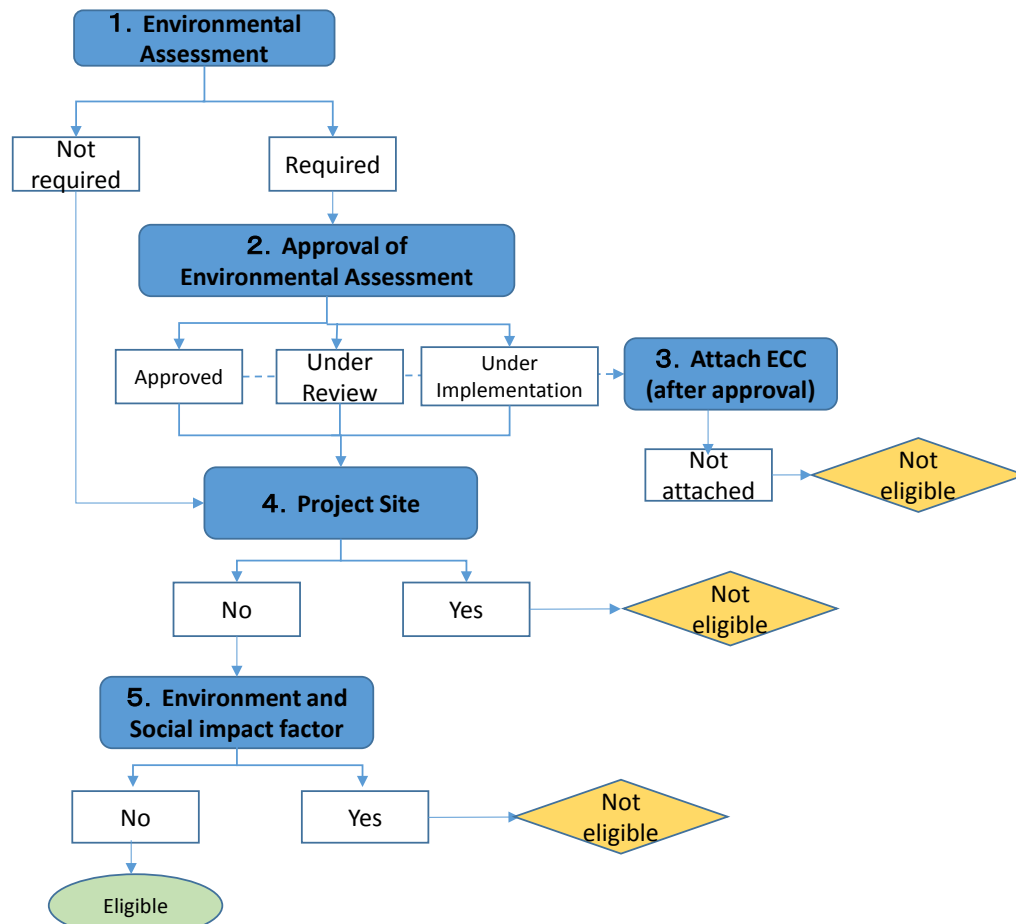 １．Environmental
Assessment
Not
required
Required
２．Approval of
Environmental Assessment
Approved
Under
Review
Under
Implementation
３．Attach ECC
(after approval)
Not
attached
Not
eligible
４．Project Site
No
Yes
Not
eligible
５．Environment and
Social impact factor
No
Yes
Not
eligible
Eligible